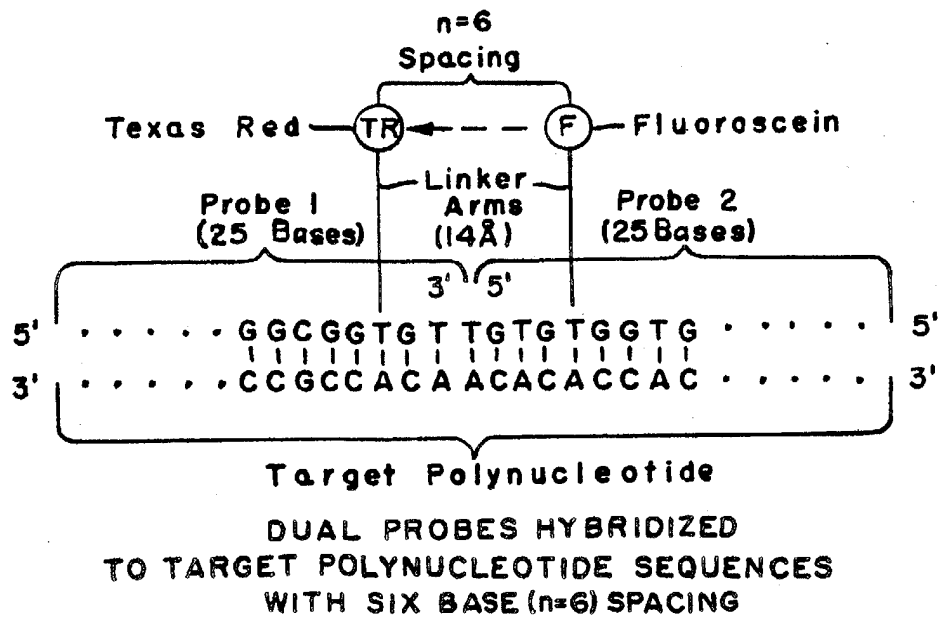 n=6
Spacing
Texas Red TR F Fluoroscein
Linker
Arms
(14Å)
Probe 1
(25 Bases)
Probe 2
(25 Bases)
3' 5'
5' · · · · · GGCGGTGT TGTGTGGTG · · · · · 5'
3' · · · · · CCGCCACAACACACCAC · · · · · 3'
Target Polynucleotide
DUAL PROBES HYBRIDIZED
TO TARGET POLYNUCLEOTIDE SEQUENCES
WITH SIX BASE (n=6) SPACING